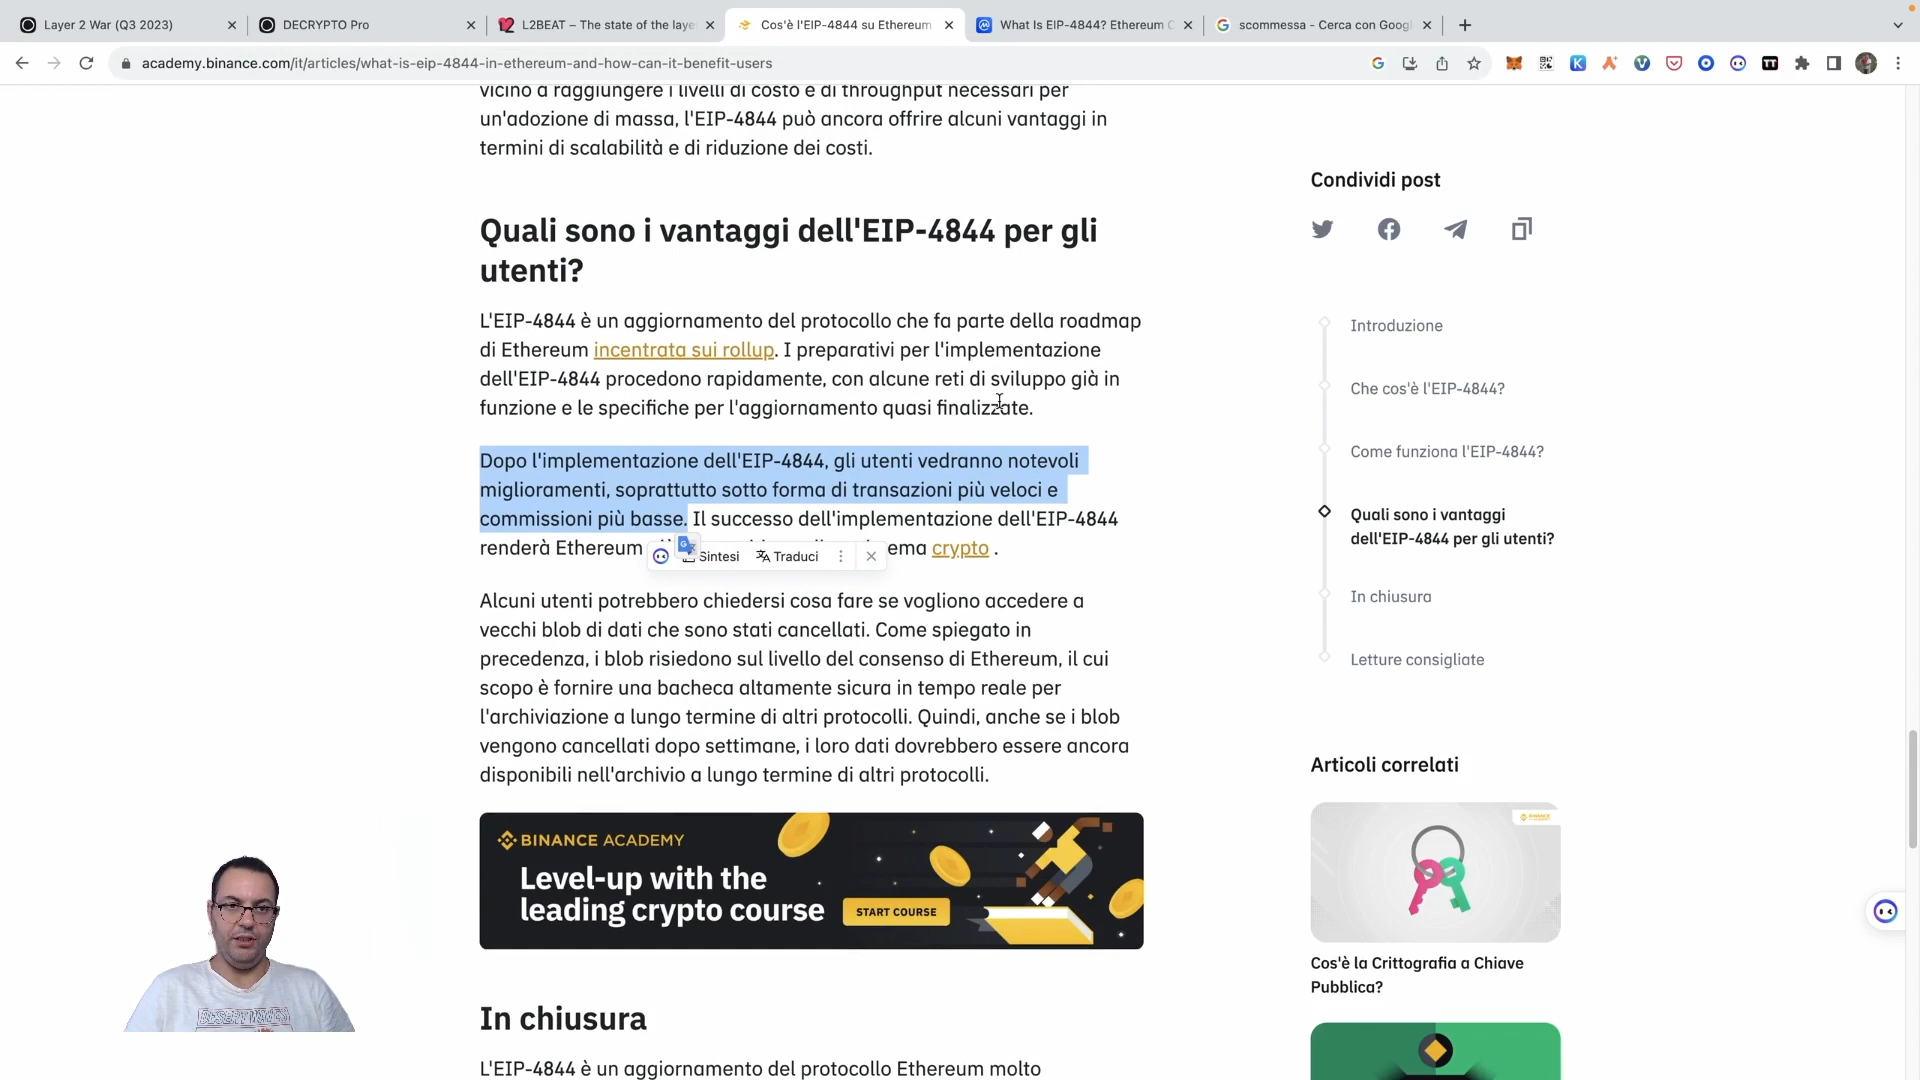 Layer 2 War (Q3 2023)
DECRYPTO Pro
L2BEAT – The state of the laye
Cos'è l'EIP-4844 su Ethereum
What Is EIP-4844? Ethereum C
scommessa - Cerca con Googl
academy.binance.com/it/articles/what-is-eip-4844-in-ethereum-and-how-can-it-benefit-users
vicino a raggiungere i livelli di costo e di throughput necessari per
un'adozione di massa, l'EIP-4844 può ancora offrire alcuni vantaggi in
termini di scalabilità e di riduzione dei costi.
Quali sono i vantaggi dell'EIP-4844 per gli
utenti?
L'EIP-4844 è un aggiornamento del protocollo che fa parte della roadmap
di Ethereum incentrata sui rollup. I preparativi per l'implementazione
dell'EIP-4844 procedono rapidamente, con alcune reti di sviluppo già in
funzione e le specifiche per l'aggiornamento quasi finalizzate.
Dopo l'implementazione dell'EIP-4844, gli utenti vedranno notevoli
miglioramenti, soprattutto sotto forma di transazioni più veloci e
commissioni più basse. Il successo dell'implementazione dell'EIP-4844
renderà Ethereum ema crypto .
Sintesi
Traduci
Alcuni utenti potrebbero chiedersi cosa fare se vogliono accedere a
vecchi blob di dati che sono stati cancellati. Come spiegato in
precedenza, i blob risiedono sul livello del consenso di Ethereum, il cui
scopo è fornire una bacheca altamente sicura in tempo reale per
l'archiviazione a lungo termine di altri protocolli. Quindi, anche se i blob
vengono cancellati dopo settimane, i loro dati dovrebbero essere ancora
disponibili nell'archivio a lungo termine di altri protocolli.
BINANCE ACADEMY
Level-up with the
leading crypto course
START COURSE
In chiusura
L'EIP-4844 è un aggiornamento del protocollo Ethereum molto
Condividi post
Introduzione
Che cos'è l'EIP-4844?
Come funziona l'EIP-4844?
Quali sono i vantaggi
dell'EIP-4844 per gli utenti?
In chiusura
Letture consigliate
Articoli correlati
Cos'è la Crittografia a Chiave
Pubblica?